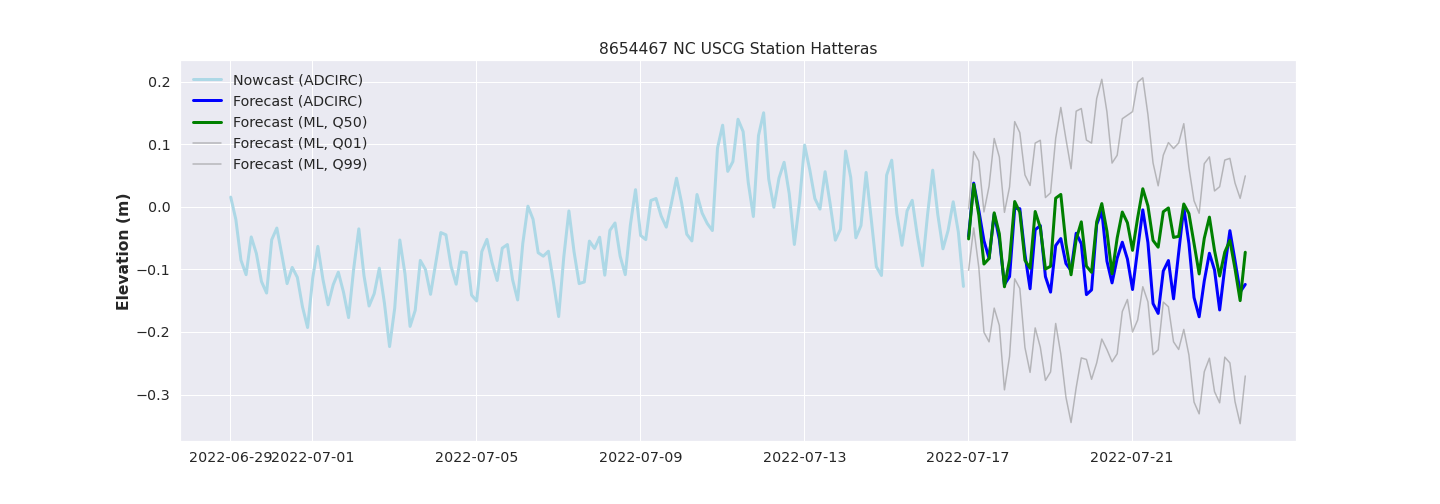 8654467 NC USCG Station Hatteras
Nowcast (ADCIRC)
Forecast (ADCIRC)
Forecast (ML, Q50)
Forecast (ML, Q01)
Forecast (ML, Q99)
Elevation (m)
0.2
0.1
0.0
−0.1
−0.2
−0.3
2022-06-29
2022-07-01
2022-07-05
2022-07-09
2022-07-13
2022-07-17
2022-07-21